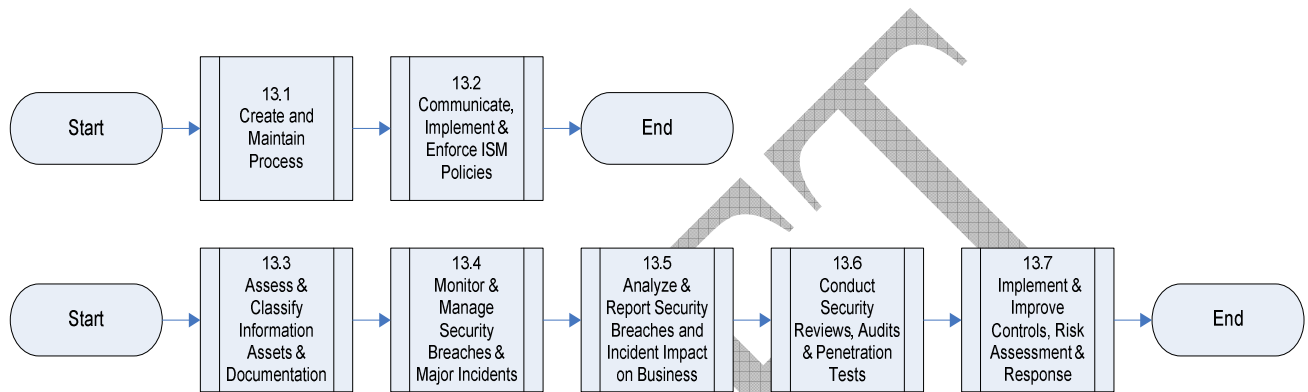 Start
13.1
Create and
Maintain
Process
13.2
Communicate,
Implement &
Enforce ISM
Policies
End
Start
13.3
Assess &
Classify
Information
Assets &
Documentation
13.4
Monitor &
Manage
Security
Breaches &
Major Incidents
13.5
Analyze &
Report Security
Breaches and
Incident Impact
on Business
13.6
Conduct
Security
Reviews, Audits
& Penetration
Tests
13.7
Implement &
Improve
Controls, Risk
Assessment &
Response
End